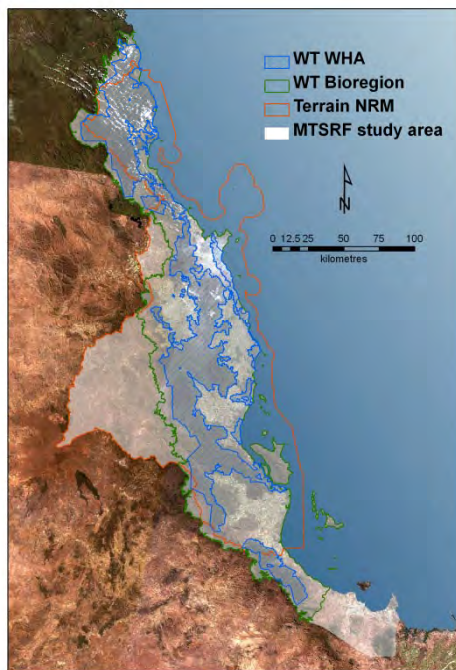 WT WHA
WT Bioregion
Terrain NRM
MTSRF study area
0 12.5 25 50 75 100
kilometres